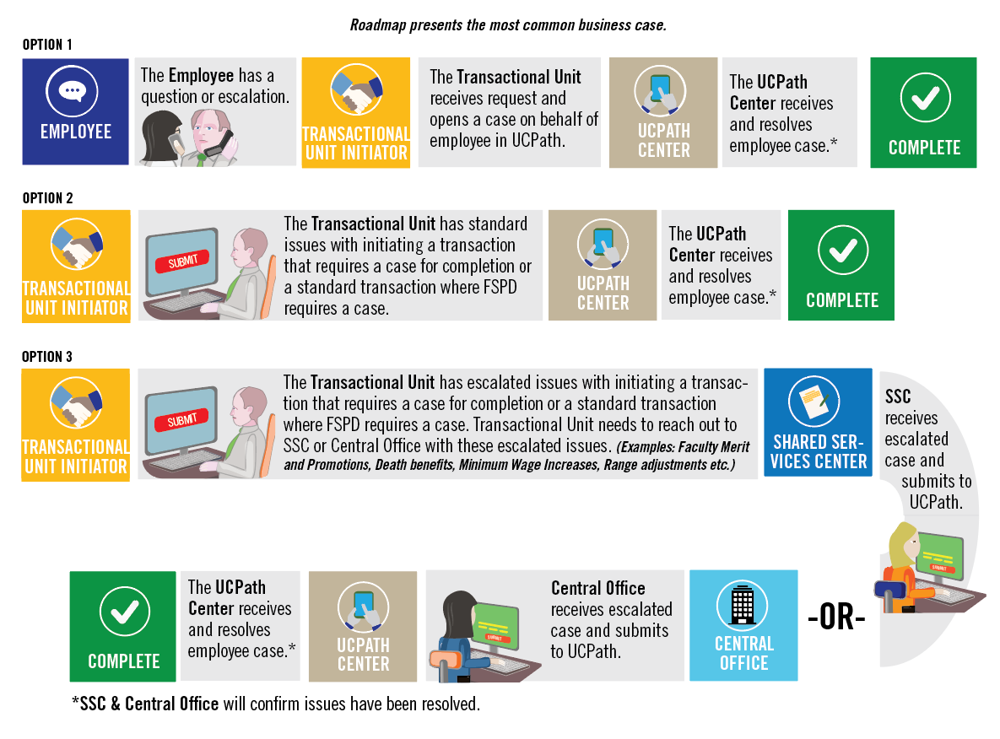 Roadmap presents the most common business case.
OPTION 1
EMPLOYEE
The Employee has a
question or escalation.
TRANSACTIONAL
UNIT INITIATOR
The Transactional Unit
receives request and
opens a case on behalf of
employee in UCPath.
UCPATH
CENTER
The UCPath
Center receives
and resolves
employee case.*
COMPLETE
OPTION 2
TRANSACTIONAL
UNIT INITIATOR
SUBMIT
The Transactional Unit has standard
issues with initiating a transaction
that requires a case for completion or
a standard transaction where FSPD
requires a case.
UCPATH
CENTER
The UCPath
Center receives
and resolves
employee case.*
COMPLETE
OPTION 3
TRANSACTIONAL
UNIT INITIATOR
SUBMIT
The Transactional Unit has escalated issues with initiating a transac-
tion that requires a case for completion or a standard transaction
where FSPD requires a case. Transactional Unit needs to reach out to
SSC or Central Office with these escalated issues. (Examples: Faculty Merit
and Promotions, Death benefits, Minimum Wage Increases, Range adjustments etc.)
SHARED SER-
VICES CENTER
SSC
receives
escalated
case and
submits to
UCPath.
SUBMIT
-OR-
CENTRAL
OFFICE
Central Office
receives escalated
case and submits
to UCPath.
SUBMIT
UCPATH
CENTER
The UCPath
Center receives
and resolves
employee case.*
COMPLETE
*SSC & Central Office will confirm issues have been resolved.